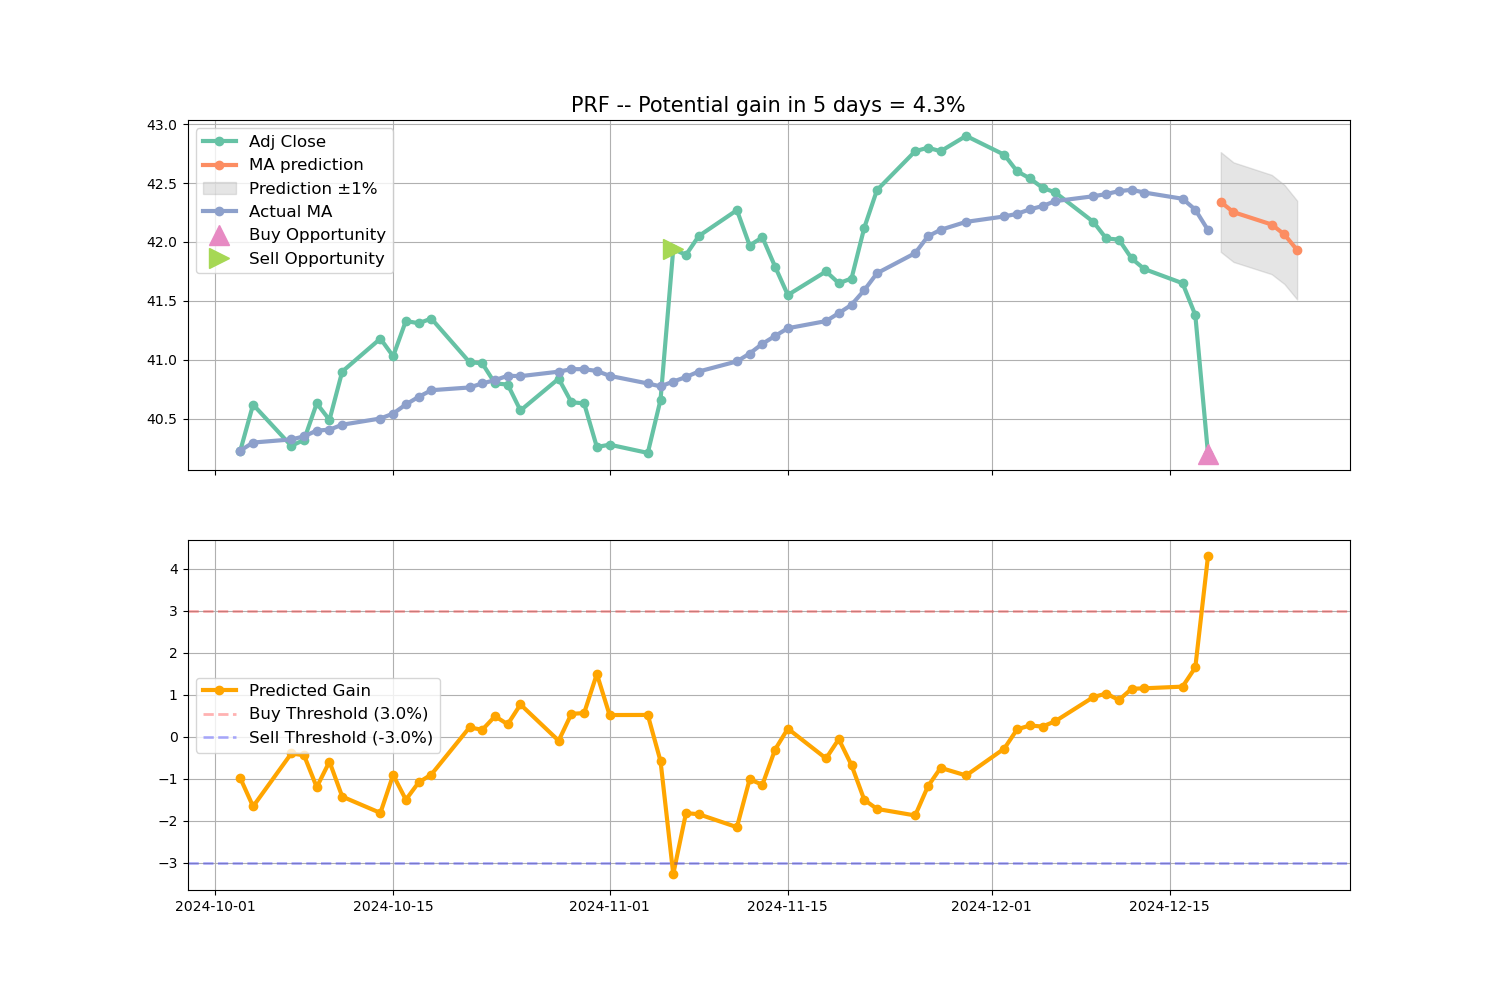 PRF -- Potential gain in 5 days = 4.3%
43.0
42.5
42.0
41.5
41.0
40.5
Adj Close
MA prediction
Prediction ±1%
Actual MA
Buy Opportunity
Sell Opportunity
4
3
2
1
0
−1
−2
−3
Predicted Gain
Buy Threshold (3.0%)
Sell Threshold (-3.0%)
2024-10-01 2024-10-15 2024-11-01 2024-11-15 2024-12-01 2024-12-15